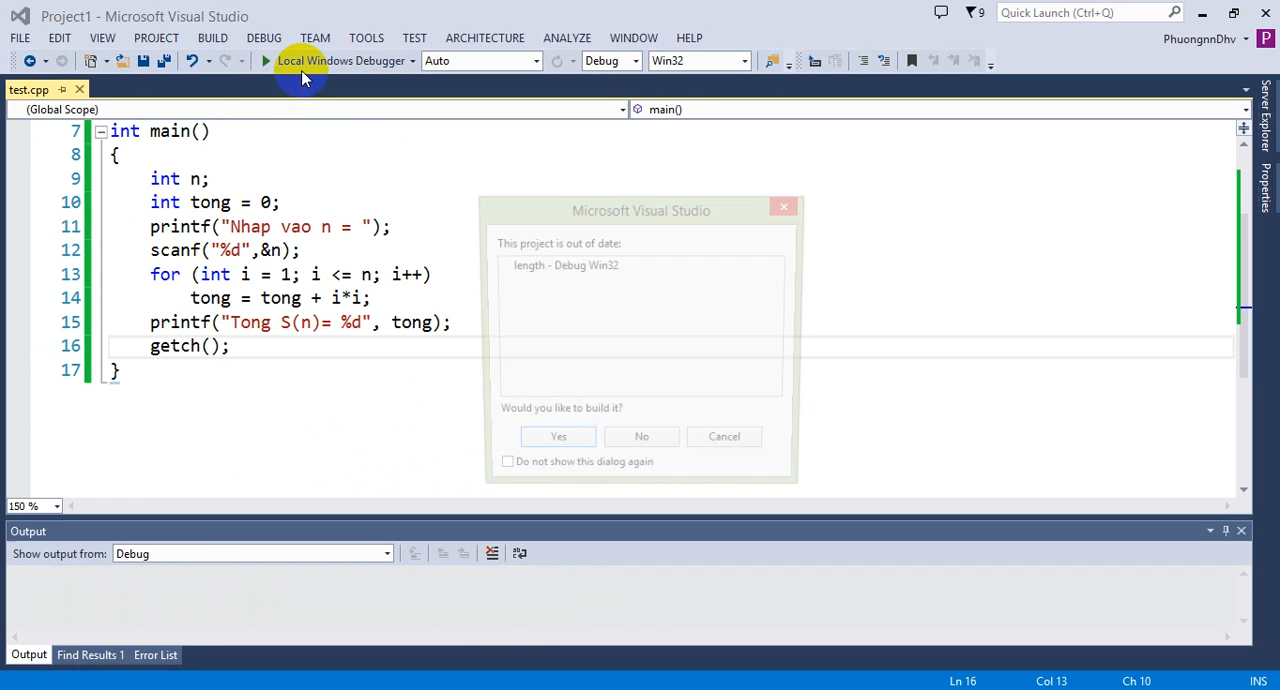 Project1 - Microsoft Visual Studio
9
Quick Launch (Ctrl+Q)
FILE EDIT VIEW PROJECT BUILD DEBUG TEAM TOOLS TEST ARCHITECTURE ANALYZE WINDOW HELP
PhuongnnDhv P
Local Windows Debugger Auto Debug Win32
test.cpp
(Global Scope) main()
7 int main()
8 {
9 int n;
10 int tong = 0;
11 printf("Nhap vao n = ");
12 scanf("%d",&n);
13 for (int i = 1; i <= n; i++)
14 tong = tong + i*i;
15 printf("Tong S(n)= %d", tong);
16 getch();
17 }
Microsoft Visual Studio
This project is out of date:
length - Debug Win32
Would you like to build it?
Yes No Cancel
Do not show this dialog again
Server Explorer
Properties
150 %
Output
Show output from: Debug
Output Find Results 1 Error List
Ln 16 Col 13 Ch 10 INS